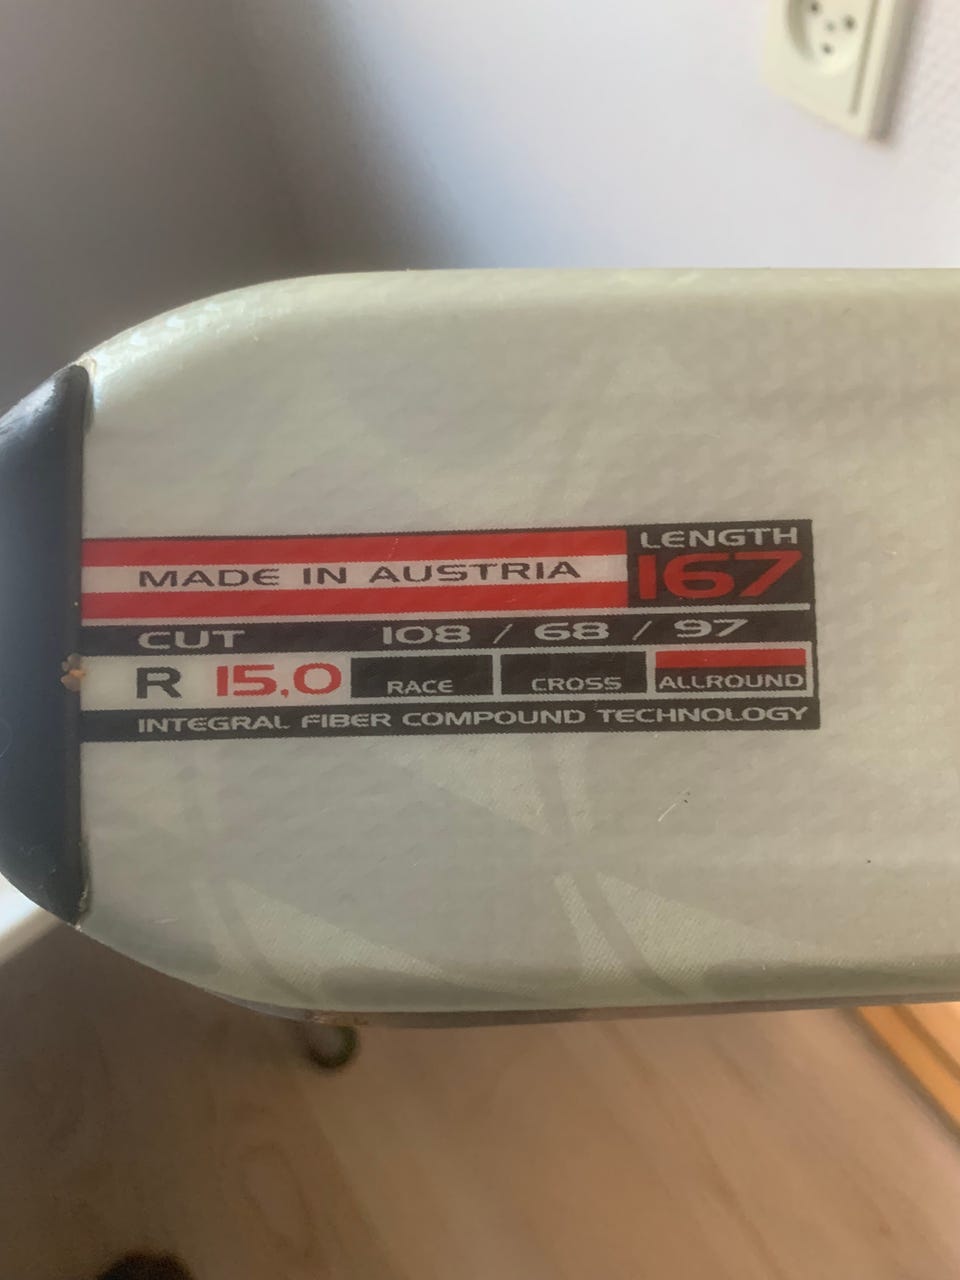 LENGTH
MADE IN AUSTRIA 167
CUT 108 / 68 / 97
R 15,0 RACE CROSS ALLROUND
INTEGRAL FIBER COMPOUND TECHNOLOGY